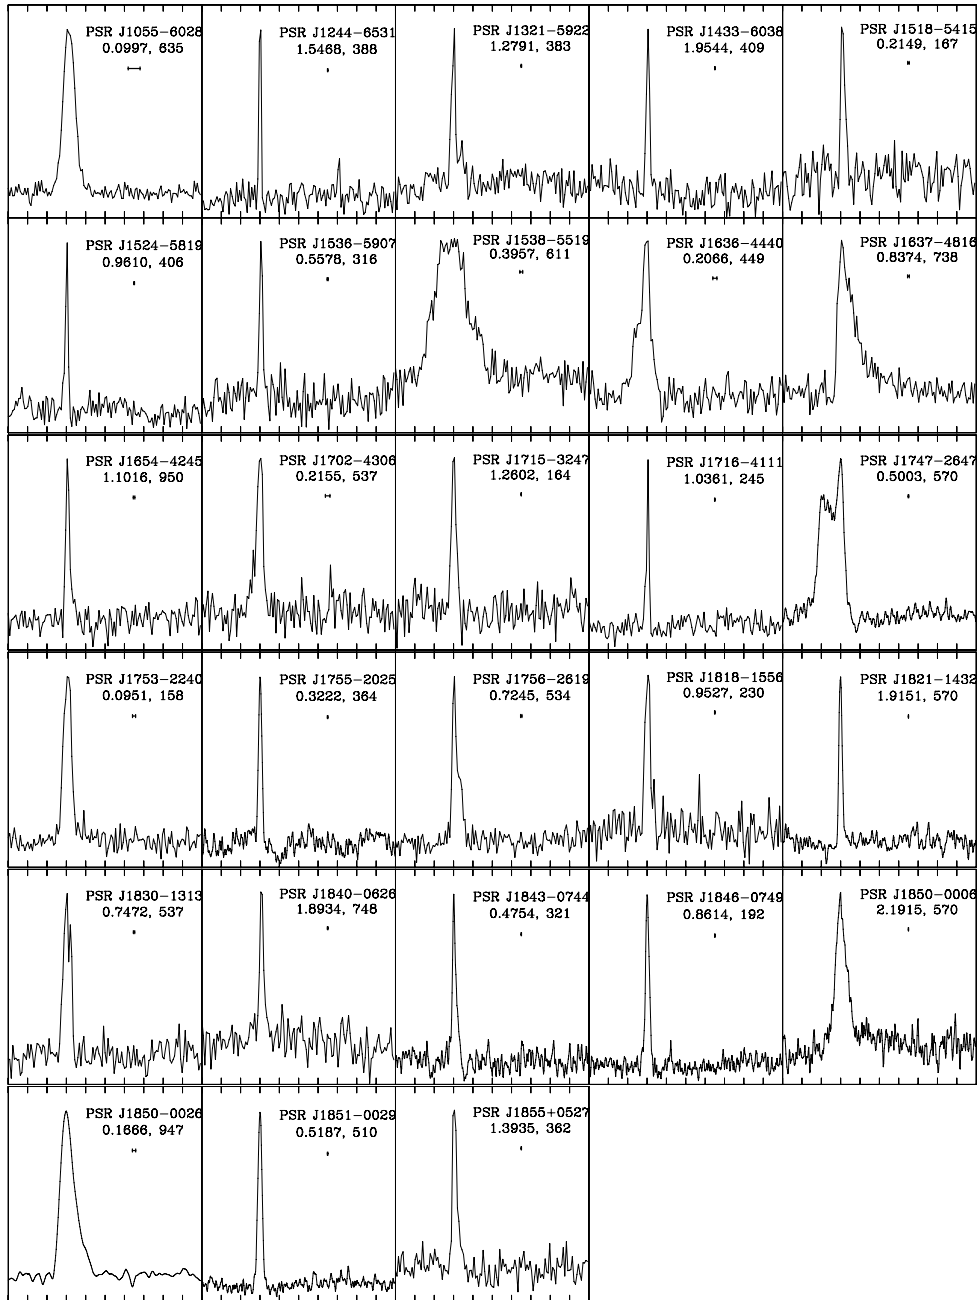 PSR J1055−6028
0.0997, 635
PSR J1244−6531
1.5468, 388
PSR J1321−5922
1.2791, 383
PSR J1433−6038
1.9544, 409
PSR J1518−5415
0.2149, 167
PSR J1524−5819
0.9610, 406
PSR J1536−5907
0.5578, 316
PSR J1538−5519
0.3957, 611
PSR J1636−4440
0.2066, 449
PSR J1637−4816
0.8374, 738
PSR J1654−4245
1.1016, 950
PSR J1702−4306
0.2155, 537
PSR J1715−3247
1.2602, 164
PSR J1716−4111
1.0361, 245
PSR J1747−2647
0.5003, 570
PSR J1753−2240
0.0951, 158
PSR J1755−2025
0.3222, 364
PSR J1756−2619
0.7245, 534
PSR J1818−1556
0.9527, 230
PSR J1821−1432
1.9151, 570
PSR J1830−1313
0.7472, 537
PSR J1840−0626
1.8934, 748
PSR J1843−0744
0.4754, 321
PSR J1846−0749
0.8614, 192
PSR J1850−0006
2.1915, 570
PSR J1850−0026
0.1666, 947
PSR J1851−0029
0.5187, 510
PSR J1855+0527
1.3935, 362